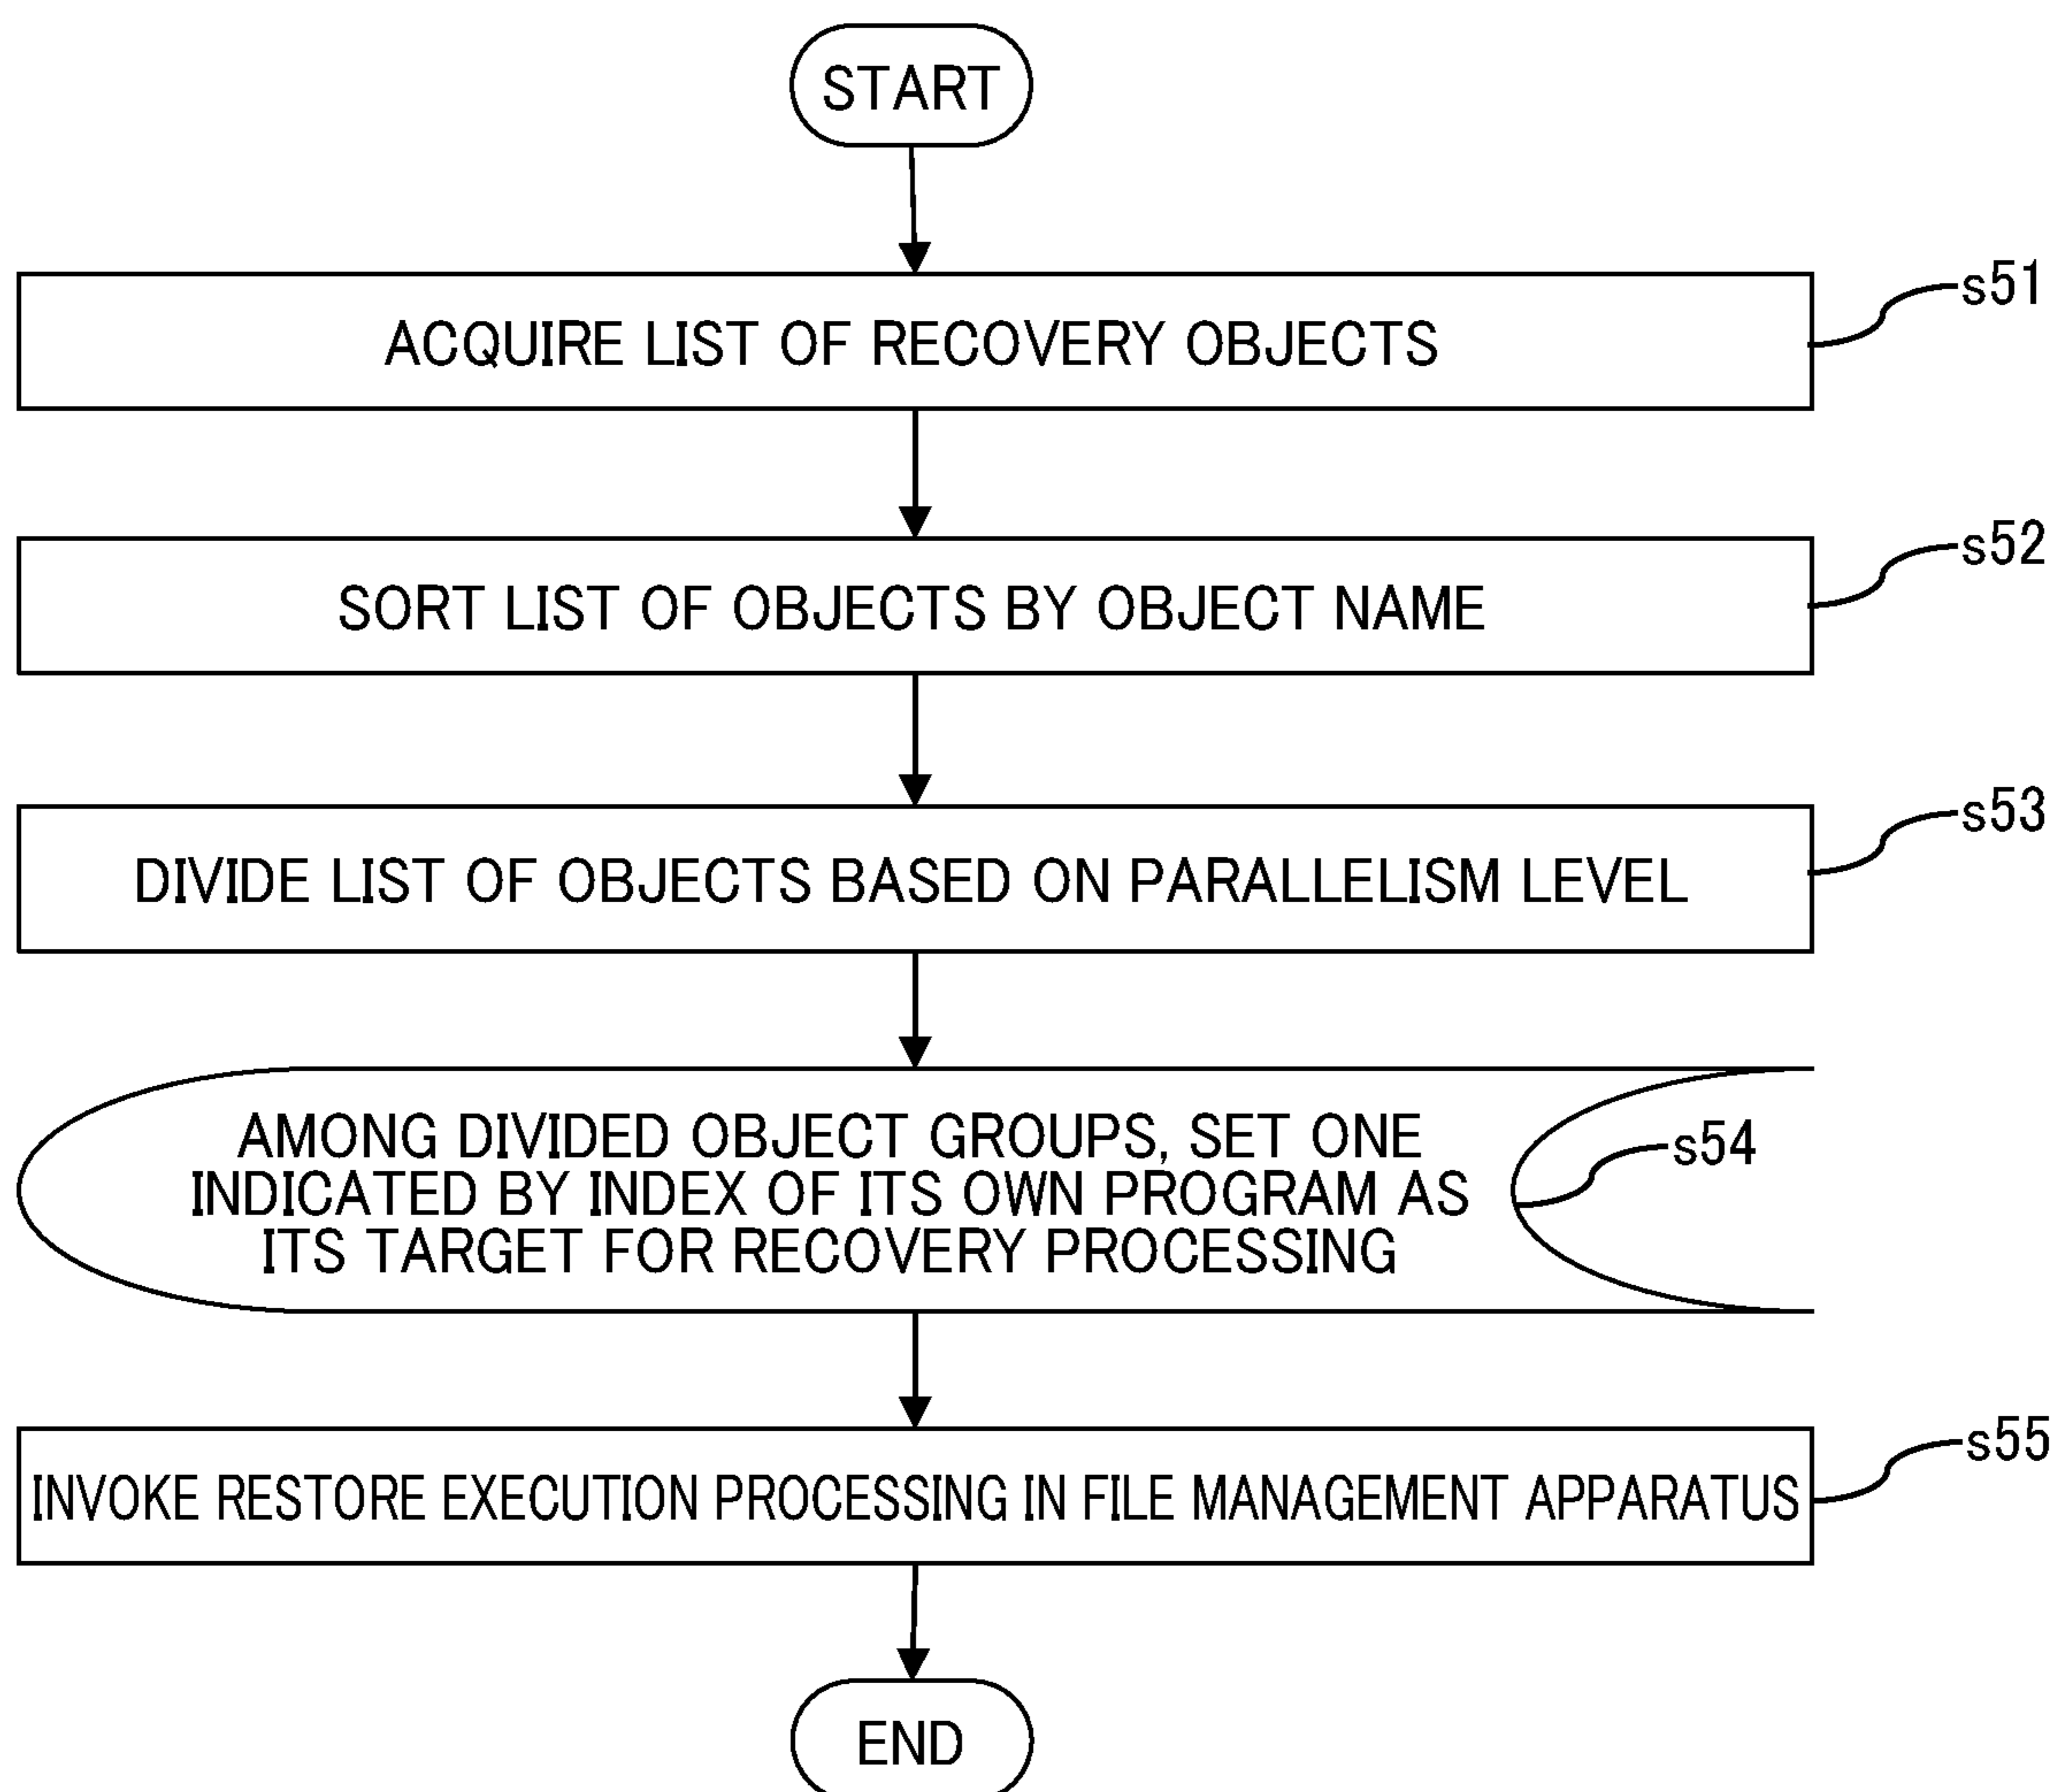 START
ACQUIRE LIST OF RECOVERY OBJECTS
s51
SORT LIST OF OBJECTS BY OBJECT NAME
s52
DIVIDE LIST OF OBJECTS BASED ON PARALLELISM LEVEL
s53
AMONG DIVIDED OBJECT GROUPS, SET ONE
INDICATED BY INDEX OF ITS OWN PROGRAM AS
ITS TARGET FOR RECOVERY PROCESSING
s54
INVOKE RESTORE EXECUTION PROCESSING IN FILE MANAGEMENT APPARATUS
s55
END